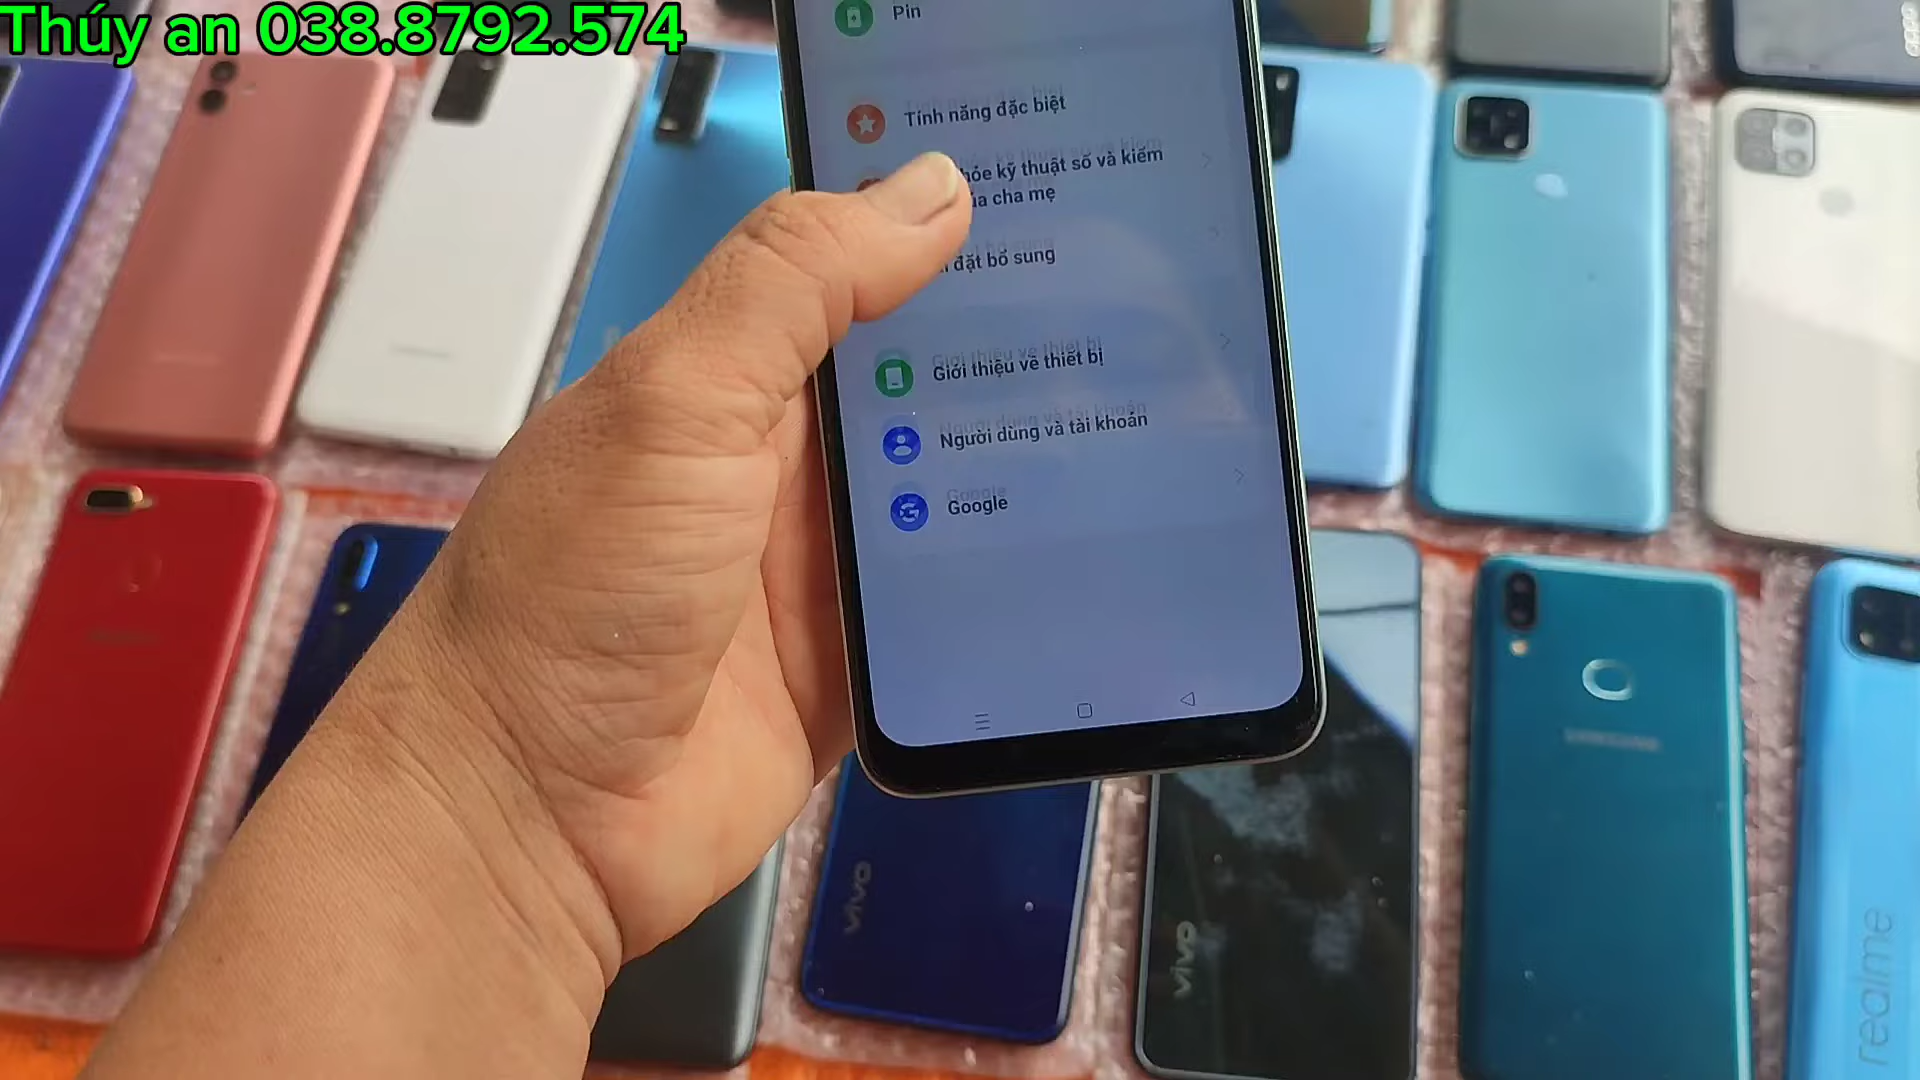 Thúy an 038.8792.574
Pin
Tính năng đặc biệt
hỏe kỹ thuật số và kiểm
ủa cha mẹ
đặt bổ sung
Giới thiệu về thiết bị
Người dùng và tài khoản
Google
vivo
vivo
SAMSUNG
realme